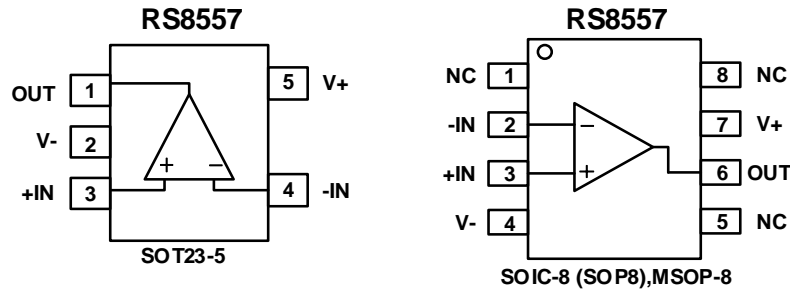 RS8557
OUT 1
5 V+
V- 2
+IN 3
4 -IN
+ −
SOT23-5
RS8557
NC 1
8 NC
-IN 2
−
7 V+
+IN 3
+
6 OUT
V- 4
5 NC
SOIC-8 (SOP8),MSOP-8